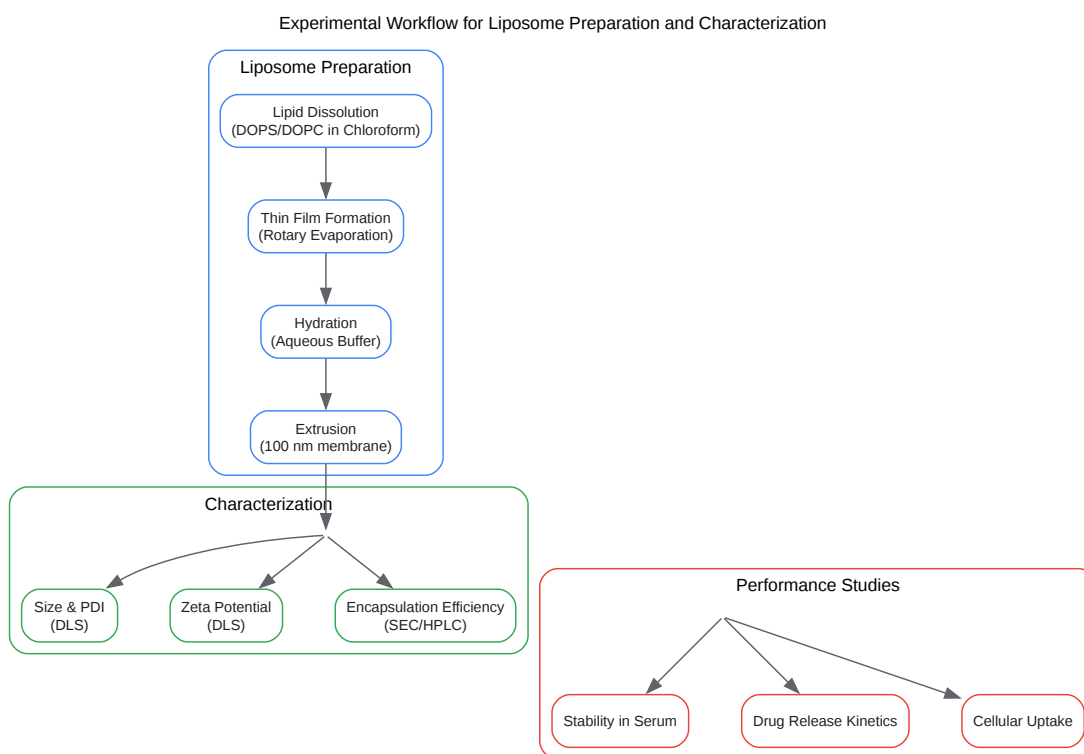 Experimental Workflow for Liposome Preparation and Characterization
Liposome Preparation
Lipid Dissolution
(DOPS/DOPC in Chloroform)
Thin Film Formation
(Rotary Evaporation)
Hydration
(Aqueous Buffer)
Extrusion
(100 nm membrane)
Characterization
Size & PDI
(DLS)
Zeta Potential
(DLS)
Encapsulation Efficiency
(SEC/HPLC)
Performance Studies
Stability in Serum
Drug Release Kinetics
Cellular Uptake